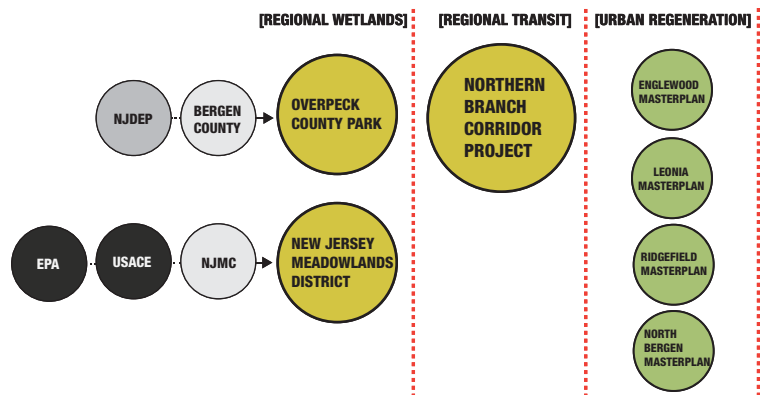 [REGIONAL WETLANDS]
[REGIONAL TRANSIT]
[URBAN REGENERATION]
NJDEP
BERGEN
COUNTY
OVERPECK
COUNTY PARK
NORTHERN
BRANCH
CORRIDOR
PROJECT
ENGLEWOOD
MASTERPLAN
LEONIA
MASTERPLAN
EPA
USACE
NJMC
NEW JERSEY
MEADOWLANDS
DISTRICT
RIDGEFIELD
MASTERPLAN
NORTH
BERGEN
MASTERPLAN